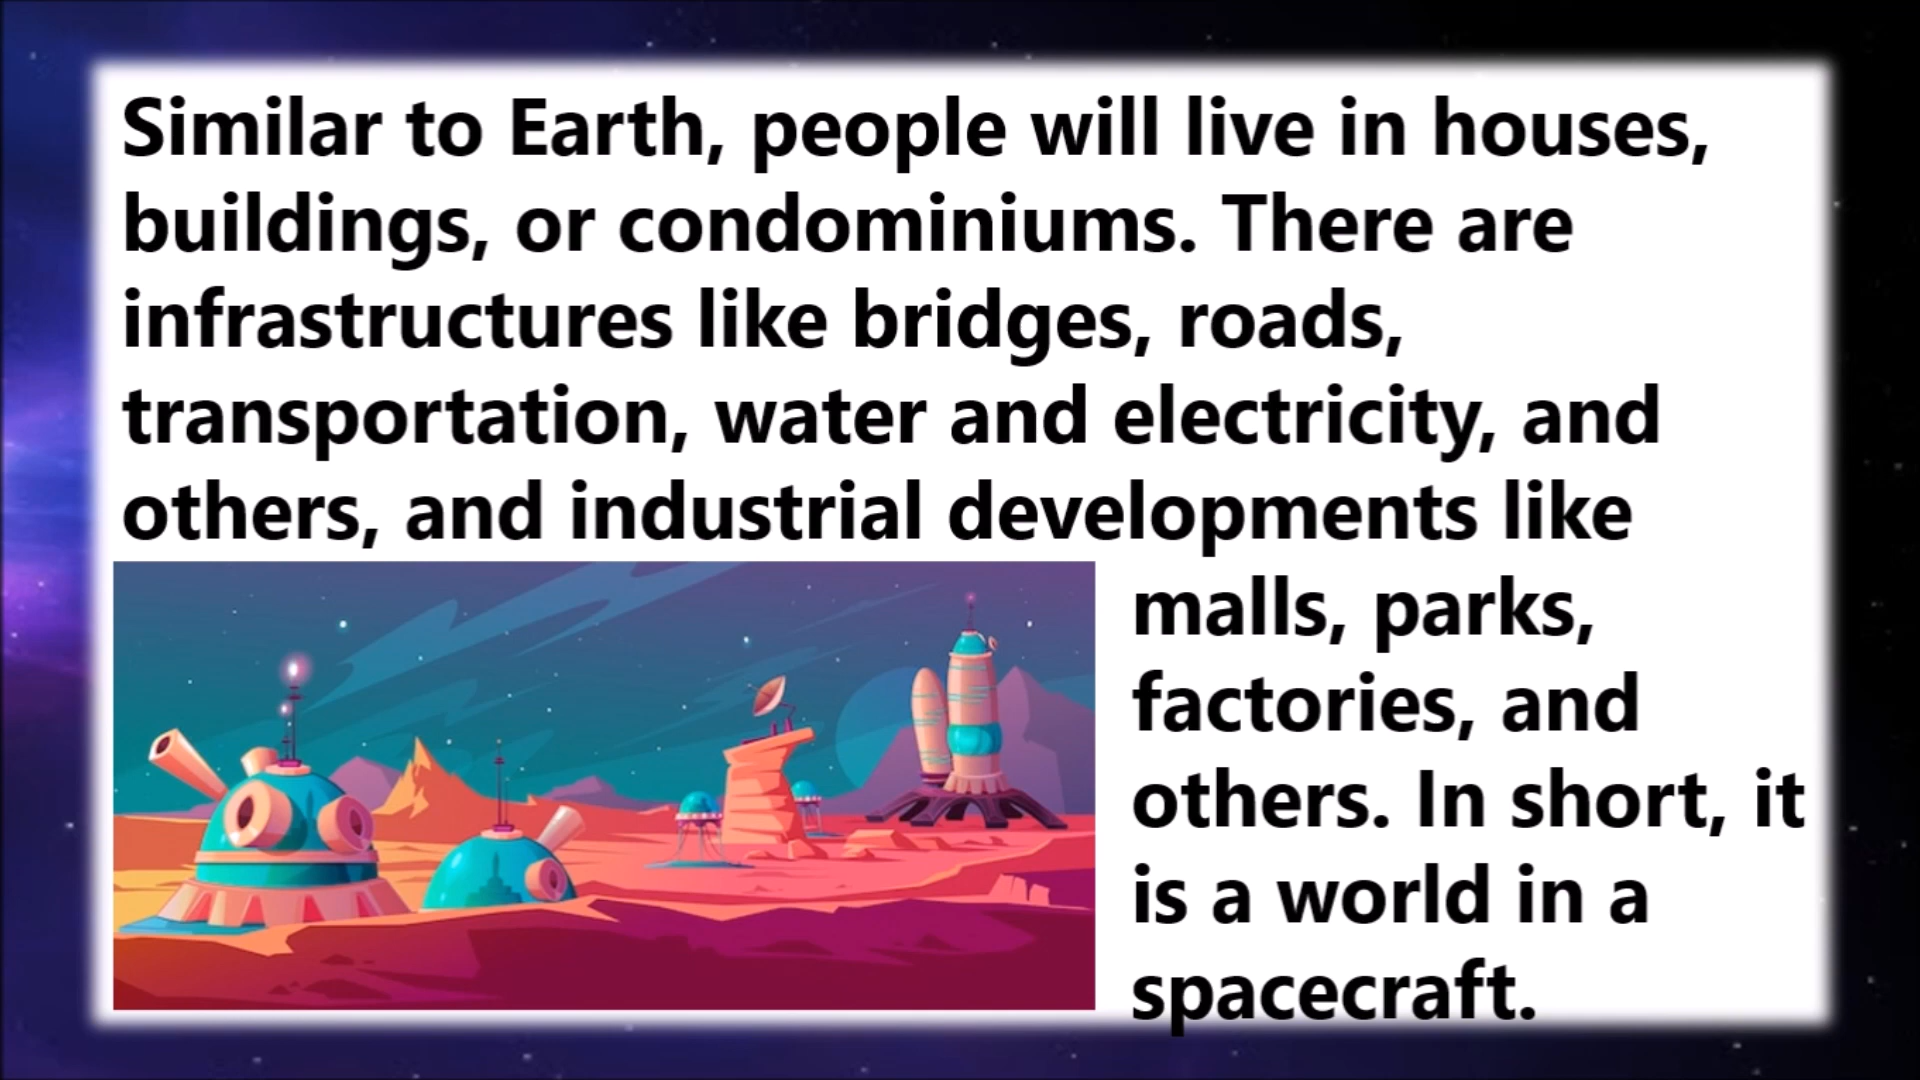 Similar to Earth, people will live in houses,
buildings, or condominiums. There are
infrastructures like bridges, roads,
transportation, water and electricity, and
others, and industrial developments like
malls, parks,
factories, and
others. In short, it
is a world in a
spacecraft.